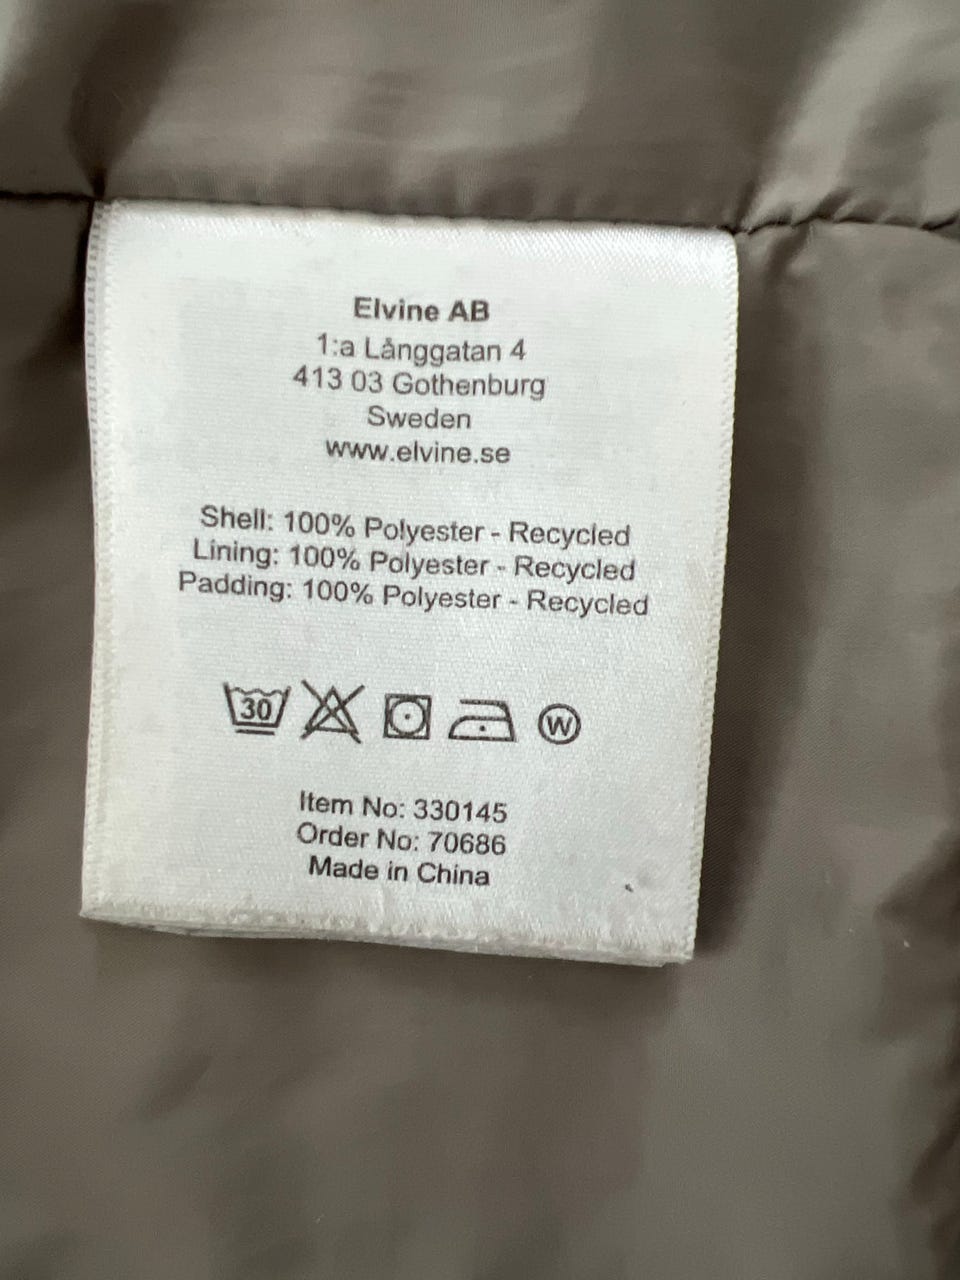 Elvine AB
1:a Långgatan 4
413 03 Gothenburg
Sweden
www.elvine.se
Shell: 100% Polyester - Recycled
Lining: 100% Polyester - Recycled
Padding: 100% Polyester - Recycled
30 W
Item No: 330145
Order No: 70686
Made in China